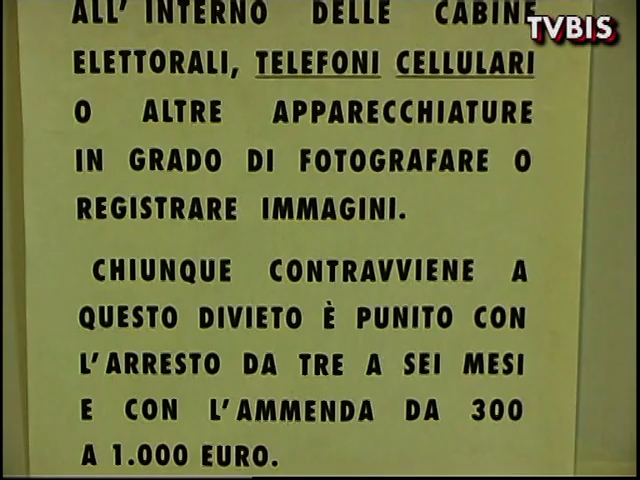 ALL' INTERNO DELLE CABINE
TVBIS
ELETTORALI, TELEFONI CELLULARI
O ALTRE APPARECCHIATURE
IN GRADO DI FOTOGRAFARE O
REGISTRARE IMMAGINI.
CHIUNQUE CONTRAVVIENE A
QUESTO DIVIETO È PUNITO CON
L'ARRESTO DA TRE A SEI MESI
E CON L'AMMENDA DA 300
A 1.000 EURO.